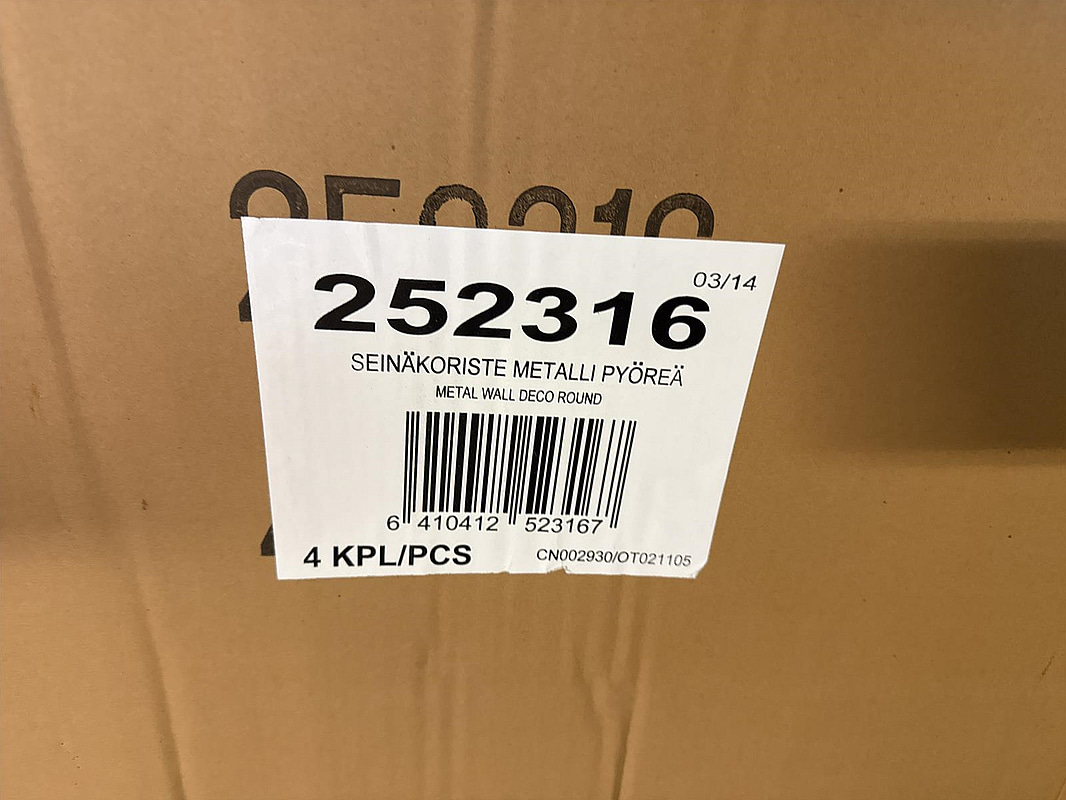 03/14
252316
SEINÄKORISTE METALLI PYÖREÄ
METAL WALL DECO ROUND
6 410412 523167
4 KPL/PCS CN002930/OT021105